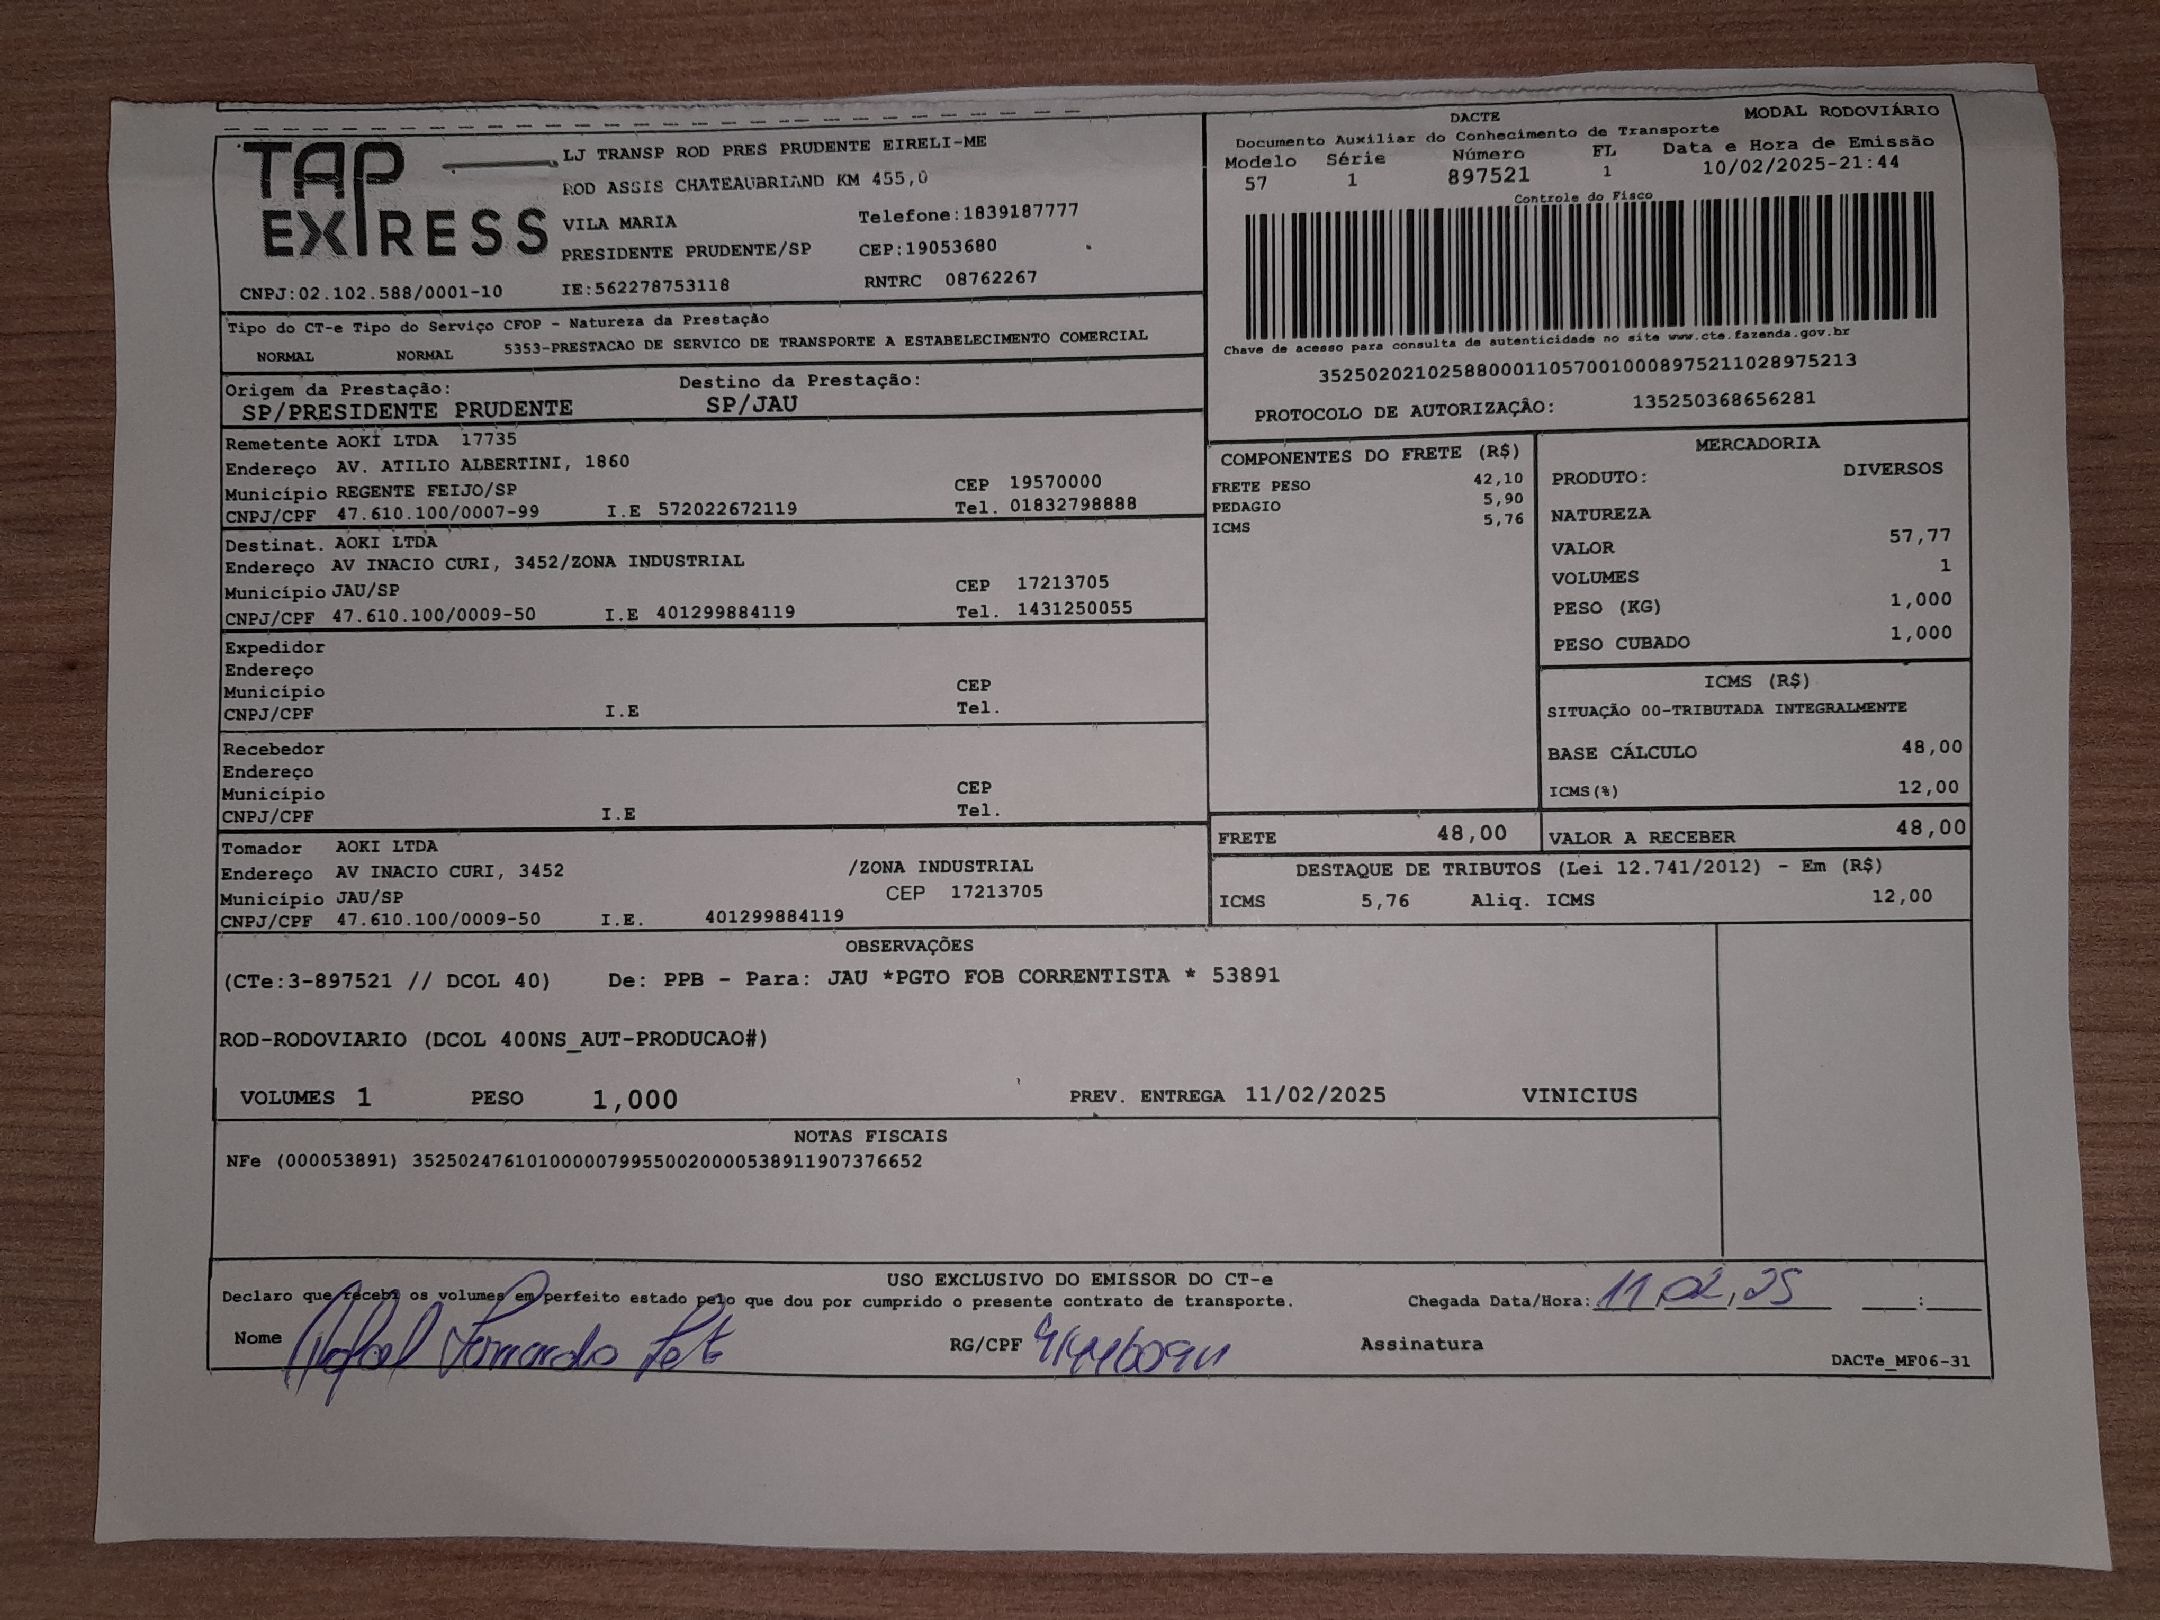 TAP EXPRESS
LJ TRANSP ROD PRES PRUDENTE EIRELI-ME
ROD ASSIS CHATEAUBRIAND KM 455,0
VILA MARIA Telefone:1839187777
PRESIDENTE PRUDENTE/SP CEP:19053680
CNPJ:02.102.588/0001-10 IE:562278753118 RNTRC 08762267
DACTE MODAL RODOVIÁRIO
Documento Auxiliar do Conhecimento de Transporte
Modelo Série Número FL Data e Hora de Emissão
57 1 897521 1 10/02/2025-21:44
Controle do Fisco
Chave de acesso para consulta de autenticidade no site www.cte.fazenda.gov.br
35250202102588000110570010008975211028975213
PROTOCOLO DE AUTORIZAÇÃO: 135250368656281
Tipo do CT-e Tipo do Serviço CFOP - Natureza da Prestação
NORMAL NORMAL 5353-PRESTACAO DE SERVICO DE TRANSPORTE A ESTABELECIMENTO COMERCIAL
Origem da Prestação: Destino da Prestação:
SP/PRESIDENTE PRUDENTE SP/JAU
Remetente AOKI LTDA 17735
Endereço AV. ATILIO ALBERTINI, 1860
Município REGENTE FEIJO/SP CEP 19570000
CNPJ/CPF 47.610.100/0007-99 I.E 572022672119 Tel. 01832798888
Destinat. AOKI LTDA
Endereço AV INACIO CURI, 3452/ZONA INDUSTRIAL
Município JAU/SP CEP 17213705
CNPJ/CPF 47.610.100/0009-50 I.E 401299884119 Tel. 1431250055
Expedidor
Endereço
Município CEP
CNPJ/CPF I.E Tel.
Recebedor
Endereço
Município CEP
CNPJ/CPF I.E Tel.
Tomador AOKI LTDA
Endereço AV INACIO CURI, 3452 /ZONA INDUSTRIAL
Município JAU/SP CEP 17213705
CNPJ/CPF 47.610.100/0009-50 I.E. 401299884119
COMPONENTES DO FRETE (R$)
FRETE PESO 42,10
PEDAGIO 5,90
ICMS 5,76
MERCADORIA
PRODUTO: DIVERSOS
NATUREZA
VALOR 57,77
VOLUMES 1
PESO (KG) 1,000
PESO CUBADO 1,000
ICMS (R$)
SITUAÇÃO 00-TRIBUTADA INTEGRALMENTE
BASE CÁLCULO 48,00
ICMS(%) 12,00
FRETE 48,00 VALOR A RECEBER 48,00
DESTAQUE DE TRIBUTOS (Lei 12.741/2012) - Em (R$)
ICMS 5,76 Aliq. ICMS 12,00
OBSERVAÇÕES
(CTe:3-897521 // DCOL 40) De: PPB - Para: JAU *PGTO FOB CORRENTISTA * 53891
ROD-RODOVIARIO (DCOL 400NS_AUT-PRODUCAO#)
VOLUMES 1 PESO 1,000 PREV. ENTREGA 11/02/2025 VINICIUS
NOTAS FISCAIS
NFe (000053891) 35250247610100000799550020000538911907376652
USO EXCLUSIVO DO EMISSOR DO CT-e
Declaro que recebi os volumes em perfeito estado pelo que dou por cumprido o presente contrato de transporte. Chegada Data/Hora: 11 02,25 :
Nome Rafael Fernando RG/CPF Assinatura
DACTe_MF06-31